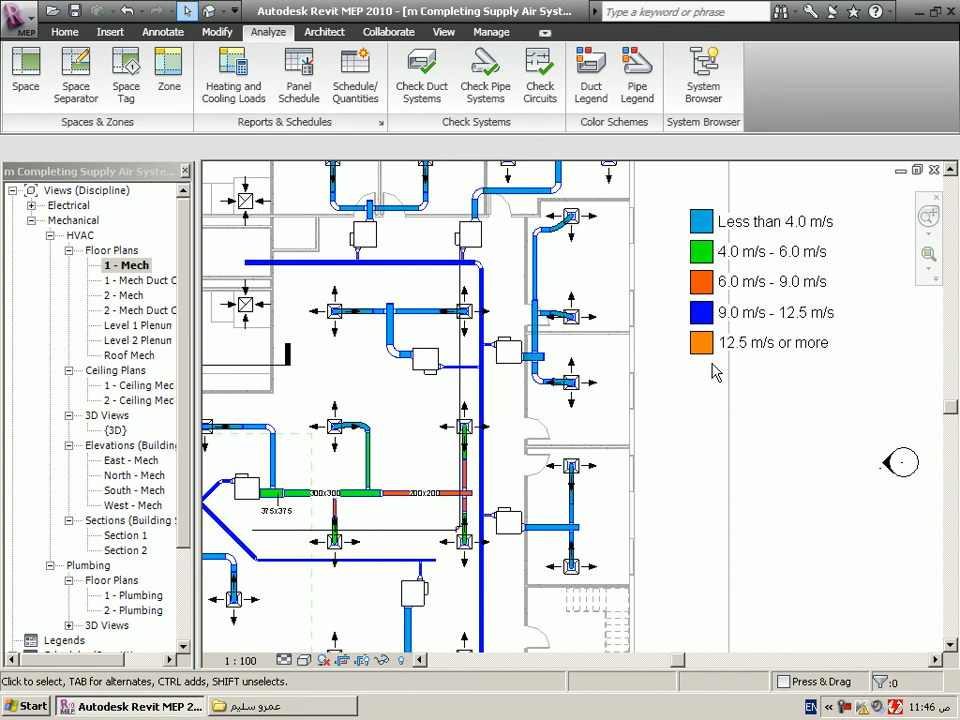 Autodesk Revit MEP 2010 - [m Completing Supply Air Syste...
Type a keyword or phrase
MEP
Home
Insert
Annotate
Modify
Analyze
Architect
Collaborate
View
Manage
Space
Space Separator
Space Tag
Zone
Heating and Cooling Loads
Panel Schedule
Schedule/ Quantities
Check Duct Systems
Check Pipe Systems
Check Circuits
Duct Legend
Pipe Legend
System Browser
Spaces & Zones
Reports & Schedules
Check Systems
Color Schemes
System Browser
m Completing Supply Air Syste...
Views (Discipline)
Electrical
Mechanical
HVAC
Floor Plans
1 - Mech
1 - Mech Duct C
2 - Mech
2 - Mech Duct C
Level 1 Plenum
Level 2 Plenum
Roof Mech
Ceiling Plans
1 - Ceiling Mec
2 - Ceiling Mec
3D Views
{3D}
Elevations (Building
East - Mech
North - Mech
South - Mech
West - Mech
Sections (Building S
Section 1
Section 2
Plumbing
Floor Plans
1 - Plumbing
2 - Plumbing
3D Views
Legends
Less than 4.0 m/s
4.0 m/s - 6.0 m/s
6.0 m/s - 9.0 m/s
9.0 m/s - 12.5 m/s
12.5 m/s or more
300x300
200x200
375x375
1 : 100
Click to select, TAB for alternates, CTRL adds, SHIFT unselects.
Press & Drag
:0
Start
Autodesk Revit MEP 2...
عمرو سليم
EN
11:46 ص